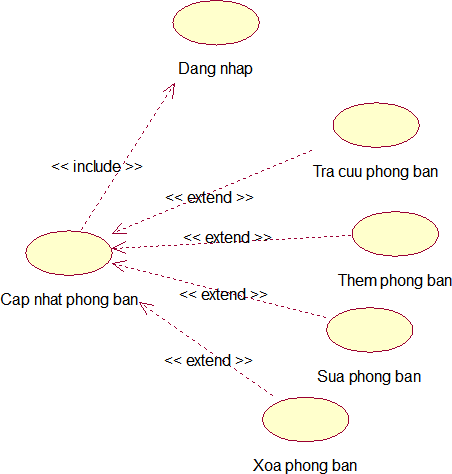 Dang nhap
<< include >>
Tra cuu phong ban
<< extend >>
<< extend >>
Them phong ban
Cap nhat phong ban
<< extend >>
<< extend >>
Sua phong ban
Xoa phong ban